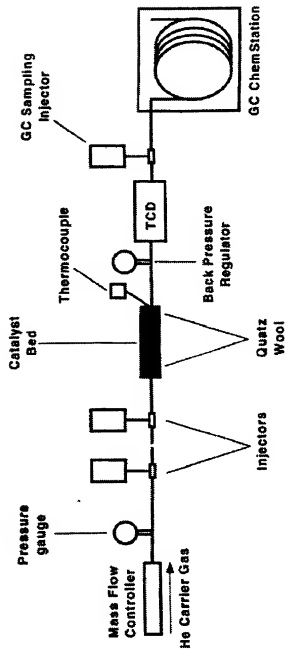 Mass Flow
Controller
He Carrier Gas
Pressure
gauge
Injectors
Catalyst
Bed
Quatz
Wool
Thermocouple
Back Pressure
Regulator
TCD
GC Sampling
Injector
GC ChemStation